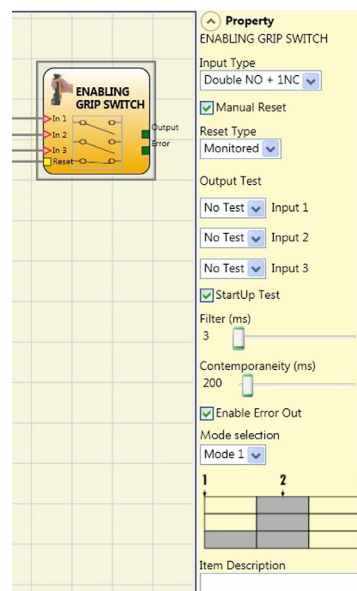 ENABLING
GRIP SWITCH
In 1
In 2
In 3
Reset
Output
Error
Property
ENABLING GRIP SWITCH
Input Type
Double NO + 1NC
Manual Reset
Reset Type
Monitored
Output Test
No Test Input 1
No Test Input 2
No Test Input 3
StartUp Test
Filter (ms)
3
Contemporaneity (ms)
200
Enable Error Out
Mode selection
Mode 1
1 2
Item Description